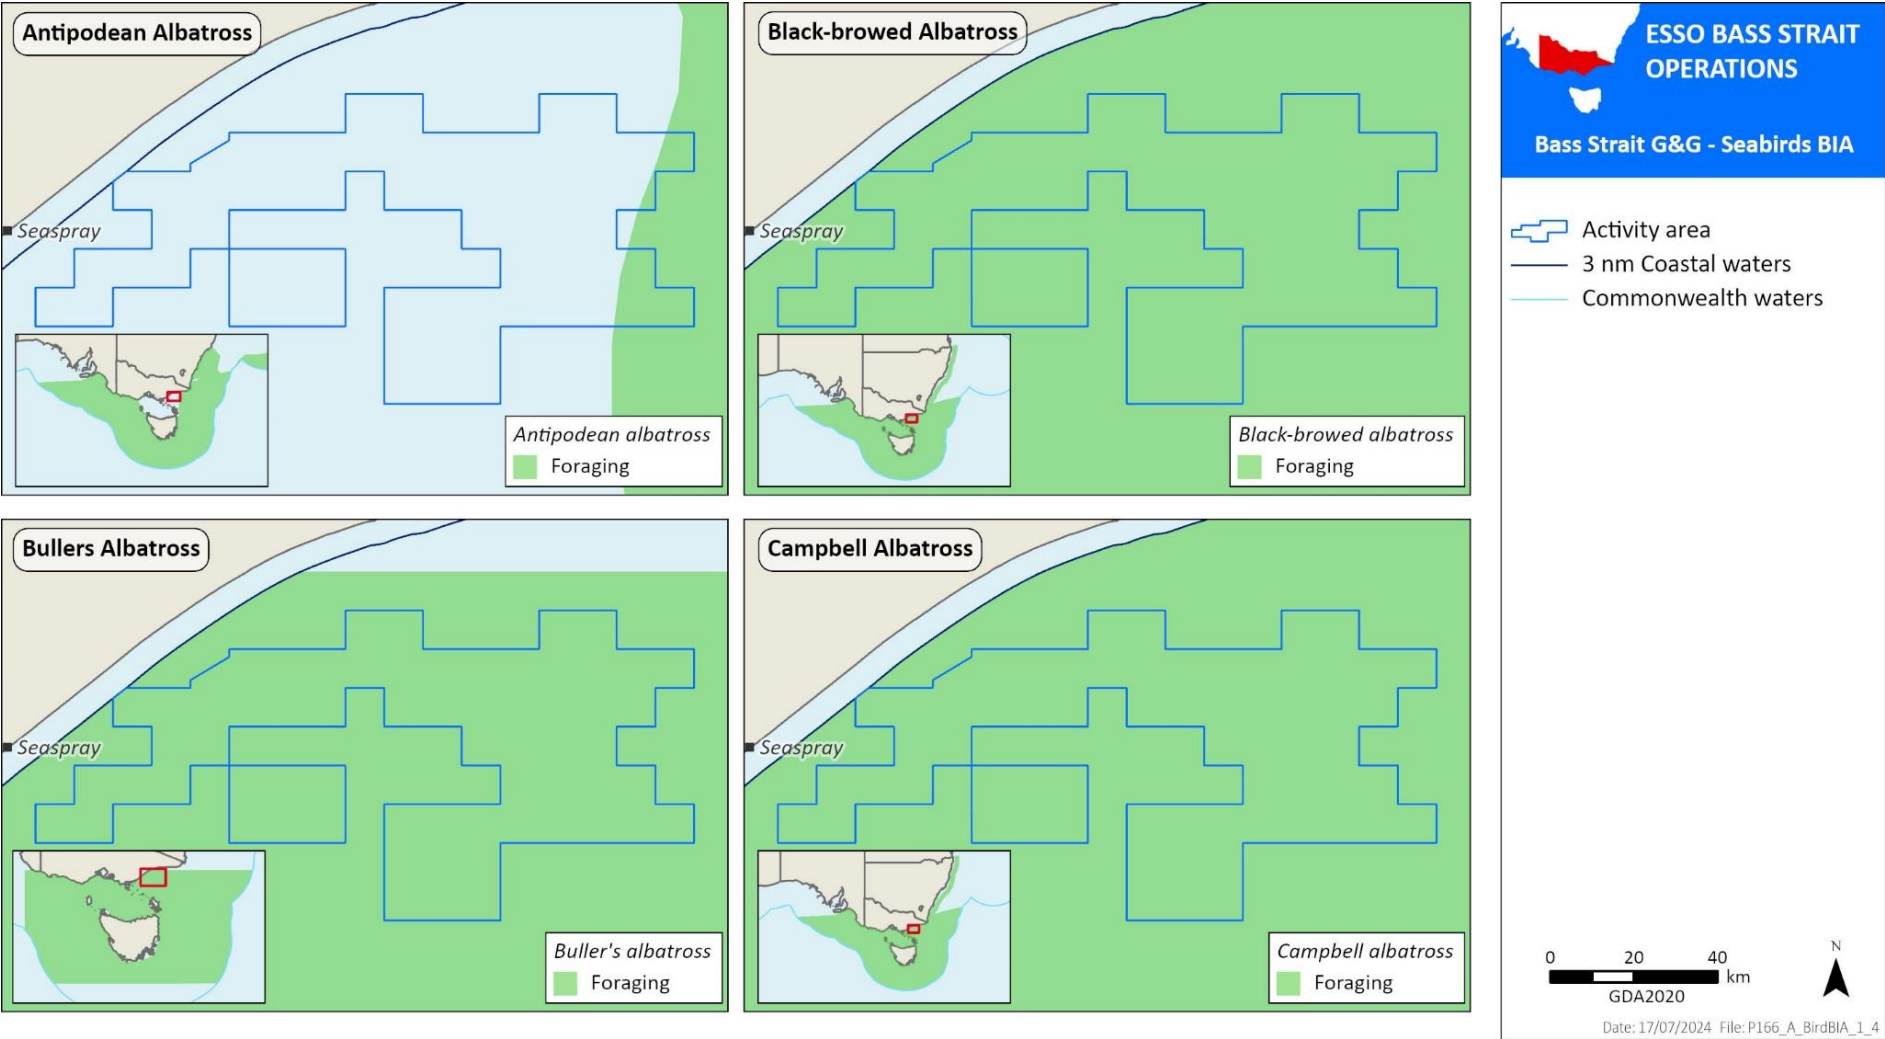 Antipodean Albatross
Seaspray
Antipodean albatross
Foraging
Black-browed Albatross
Seaspray
Black-browed albatross
Foraging
Bullers Albatross
Seaspray
Buller's albatross
Foraging
Campbell Albatross
Seaspray
Campbell albatross
Foraging
ESSO BASS STRAIT
OPERATIONS
Bass Strait G&G - Seabirds BIA
Activity area
3 nm Coastal waters
Commonwealth waters
N
0 20 40
km
GDA2020
Date: 17/07/2024 File: P166_A_BirdBIA_1_4